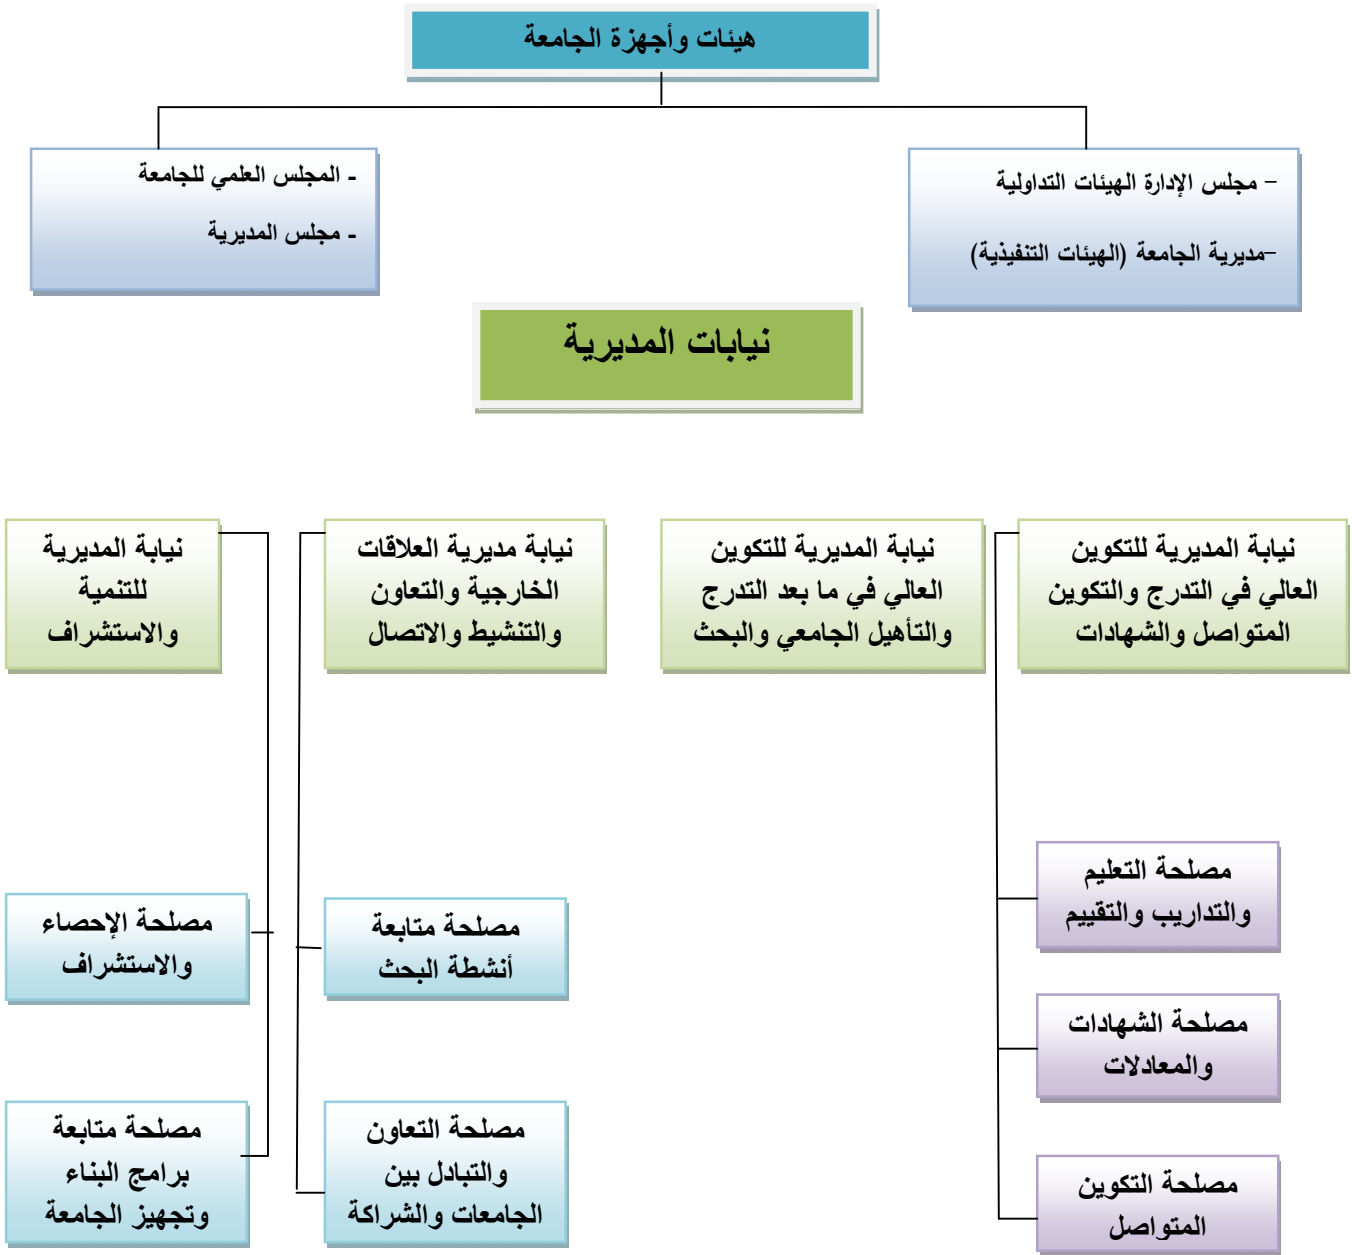 هيئات وأجهزة الجامعة
– مجلس الإدارة الهيئات التداولية
–مديرية الجامعة (الهيئات التنفيذية)
- المجلس العلمي للجامعة
- مجلس المديرية
نيابات المديرية
نيابة المديرية للتكوين
العالي في التدرج والتكوين
المتواصل والشهادات
نيابة المديرية للتكوين
العالي في ما بعد التدرج
والتأهيل الجامعي والبحث
نيابة مديرية العلاقات
الخارجية والتعاون
والتنشيط والاتصال
نيابة المديرية
للتنمية
والاستشراف
مصلحة التعليم
والتداريب والتقييم
مصلحة متابعة
أنشطة البحث
مصلحة الإحصاء
والاستشراف
مصلحة الشهادات
والمعادلات
مصلحة التكوين
المتواصل
مصلحة التعاون
والتبادل بين
الجامعات والشراكة
مصلحة متابعة
برامج البناء
وتجهيز الجامعة